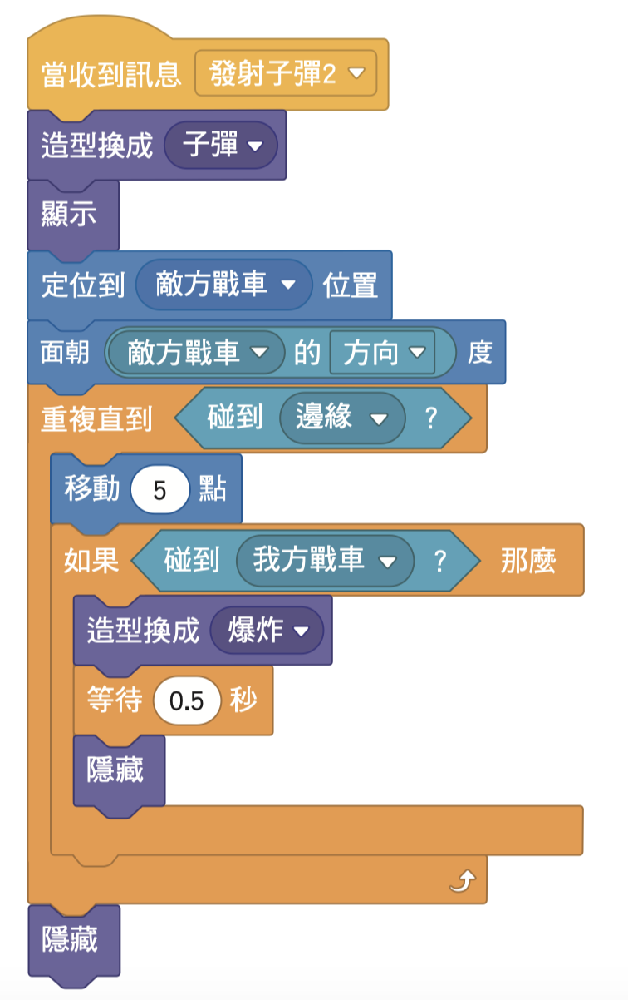 當收到訊息 發射子彈2
造型換成 子彈
顯示
定位到 敵方戰車 位置
面朝 敵方戰車 的 方向 度
重複直到 碰到 邊緣 ?
移動 5 點
如果 碰到 我方戰車 ? 那麼
造型換成 爆炸
等待 0.5 秒
隱藏
隱藏